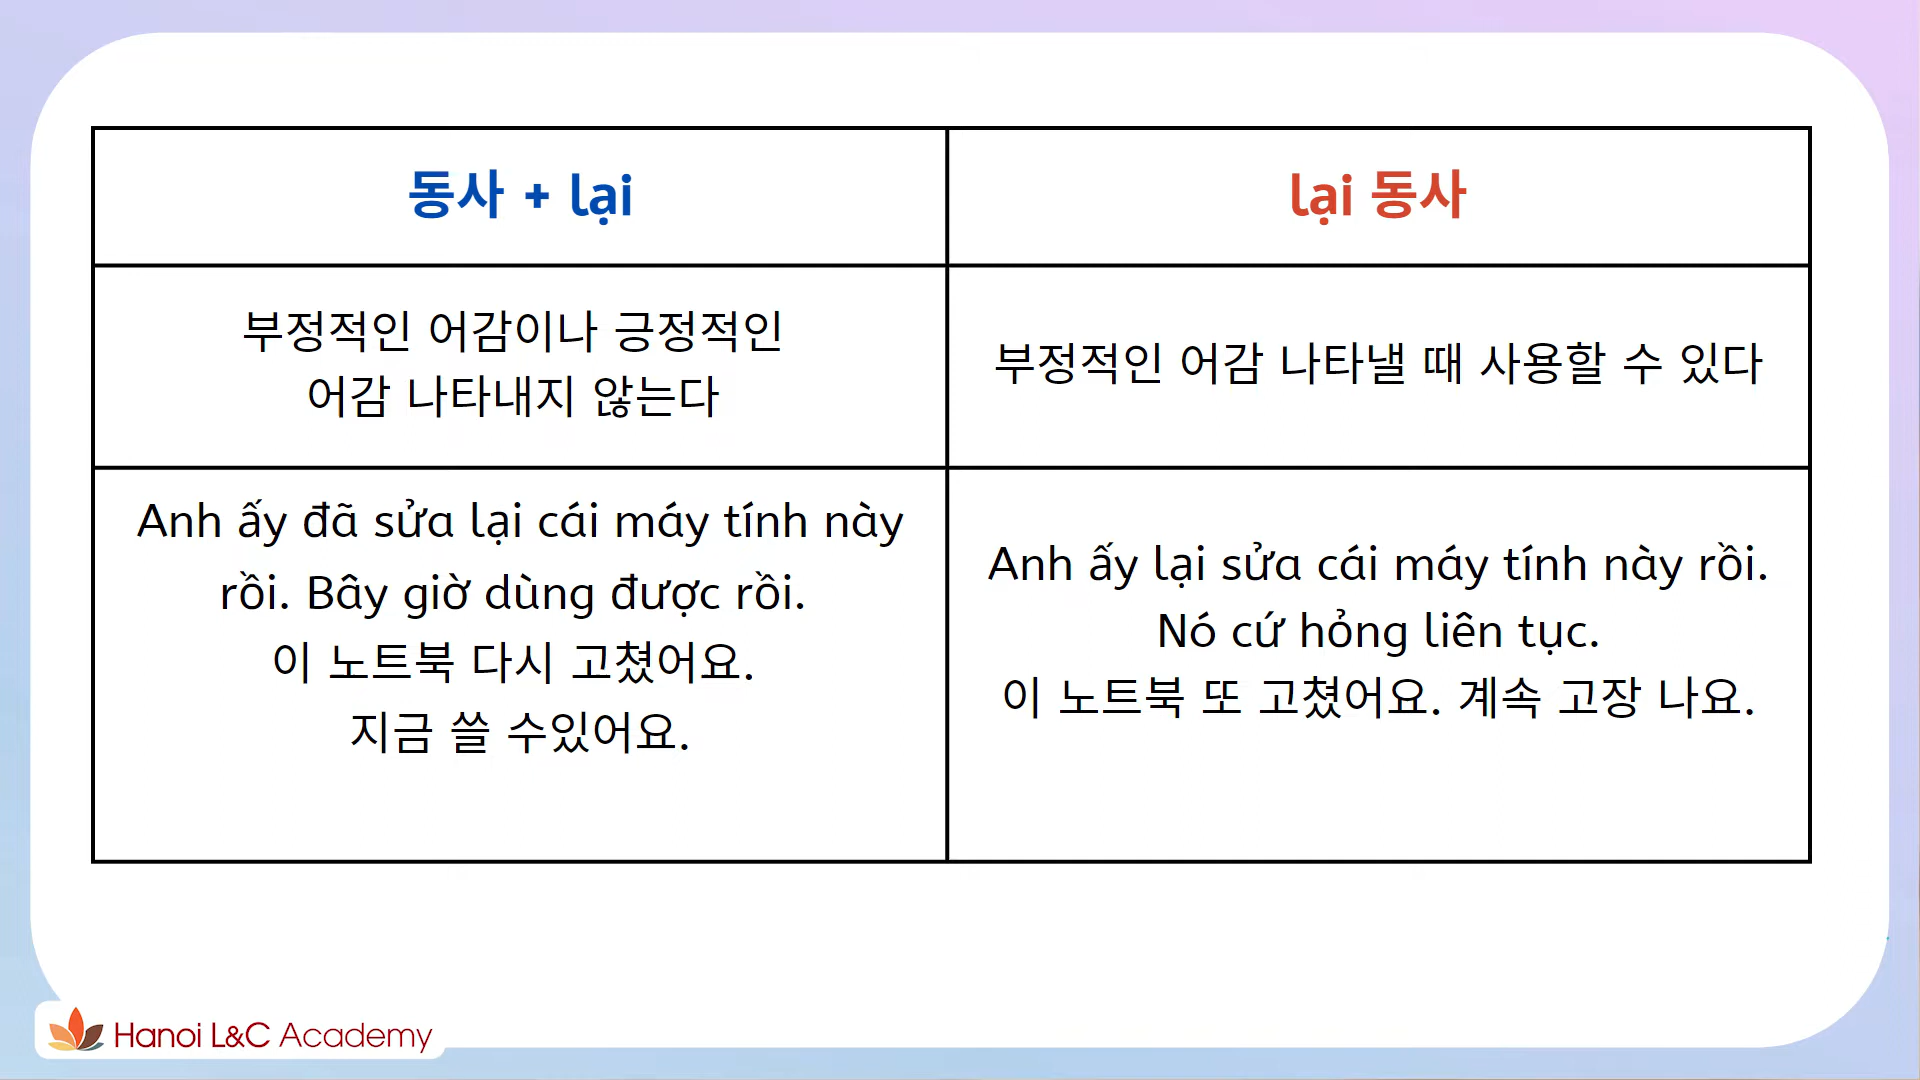 동사 + lại
lại 동사
부정적인 어감이나 긍정적인
어감 나타내지 않는다
부정적인 어감 나타낼 때 사용할 수 있다
Anh ấy đã sửa lại cái máy tính này
rồi. Bây giờ dùng được rồi.
이 노트북 다시 고쳤어요.
지금 쓸 수있어요.
Anh ấy lại sửa cái máy tính này rồi.
Nó cứ hỏng liên tục.
이 노트북 또 고쳤어요. 계속 고장 나요.
Hanoi L&C Academy